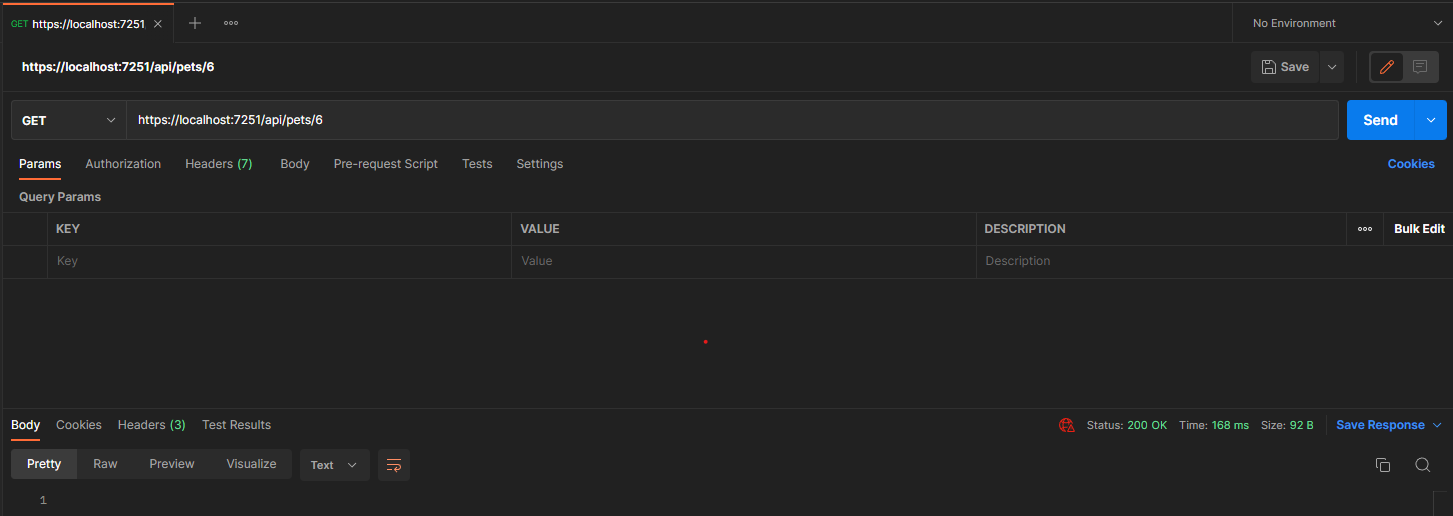 GET https://localhost:7251 No Environment
https://localhost:7251/api/pets/6 Save
GET https://localhost:7251/api/pets/6 Send
Params Authorization Headers (7) Body Pre-request Script Tests Settings Cookies
Query Params
KEY VALUE DESCRIPTION Bulk Edit
Key Value Description
Body Cookies Headers (3) Test Results Status: 200 OK Time: 168 ms Size: 92 B Save Response
Pretty Raw Preview Visualize Text
1